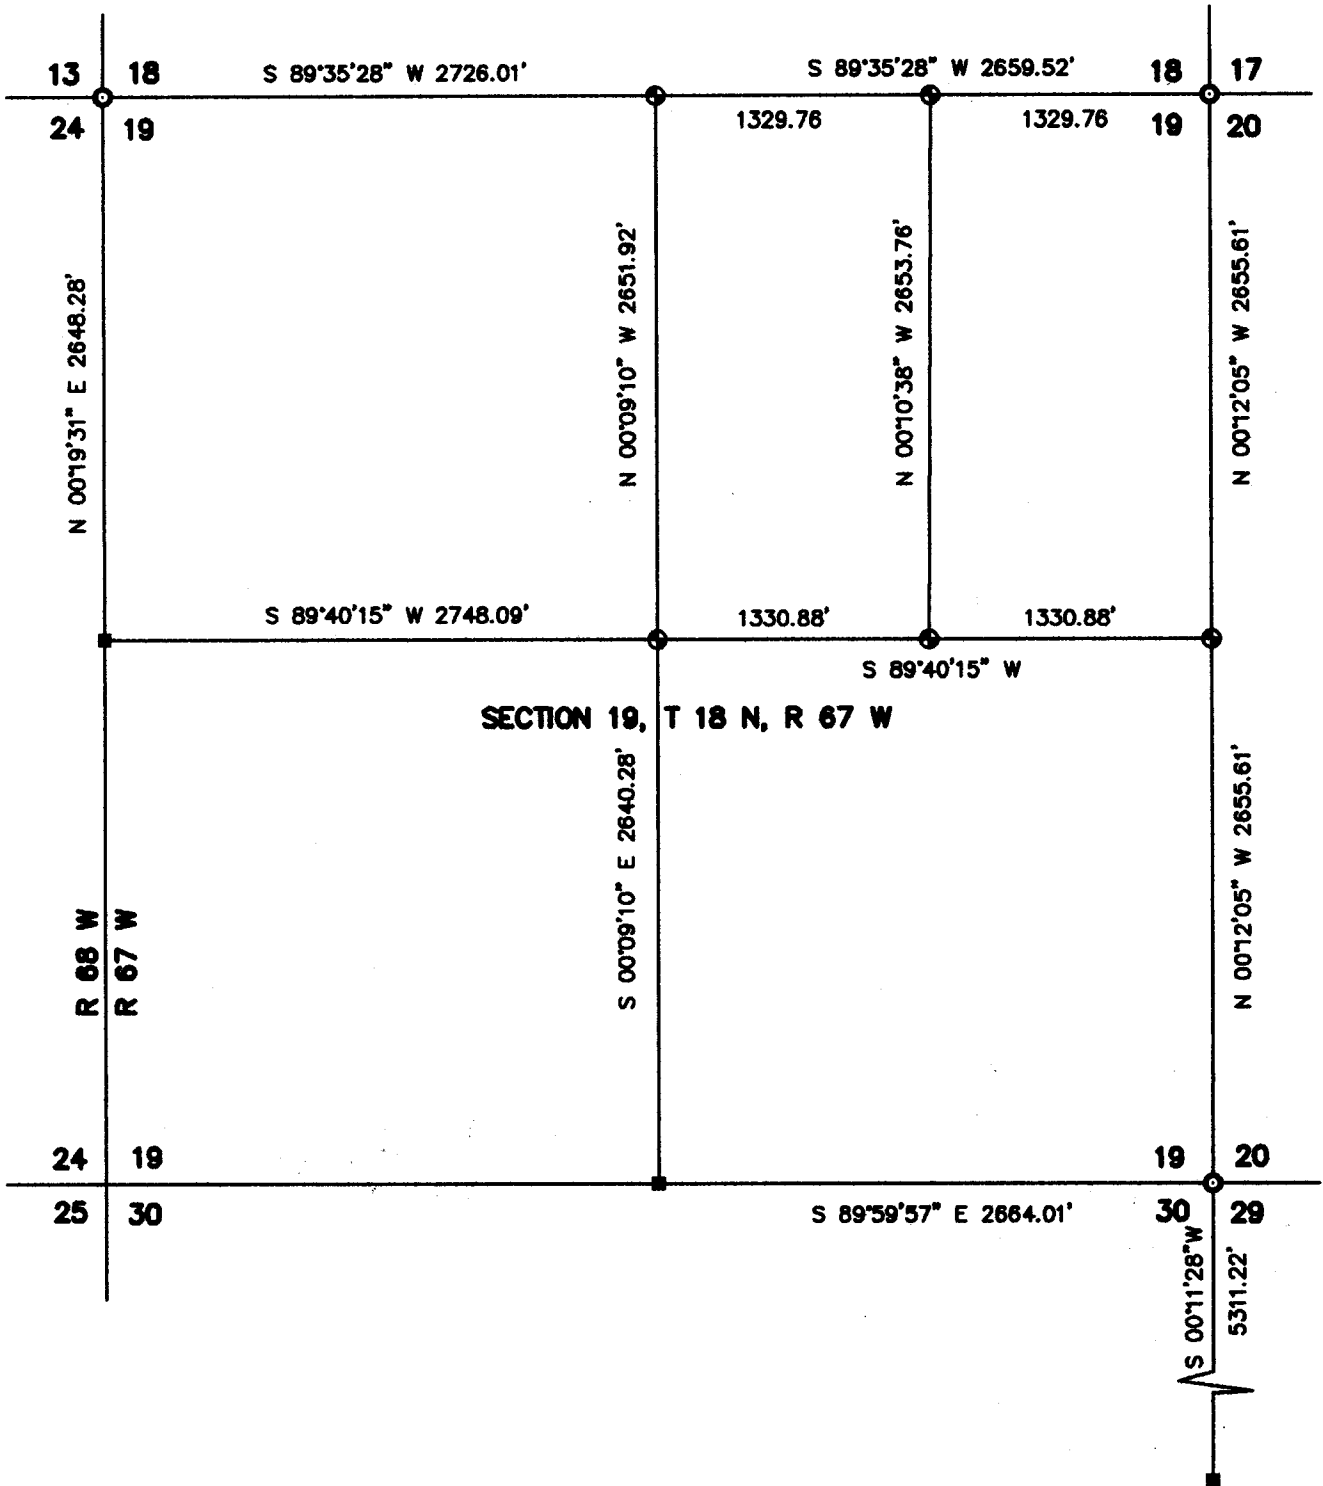 13 18
S 89°35'28" W 2726.01'
S 89°35'28" W 2659.52'
18 17
24 19
1329.76
1329.76
19 20
N 00°19'31" E 2648.28'
N 00°09'10" W 2651.92'
N 00°10'38" W 2653.76'
N 00°12'05" W 2655.61'
S 89°40'15" W 2748.09'
1330.88'
1330.88'
S 89°40'15" W
SECTION 19, T 18 N, R 67 W
S 00°09'10" E 2640.28'
N 00°12'05" W 2655.61'
R 68 W
R 67 W
24 19
19 20
25 30
S 89°59'57" E 2664.01'
30 29
S 00°11'28"W
5311.22'